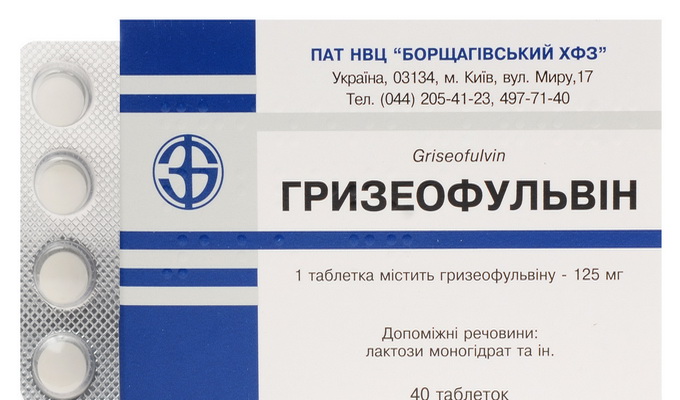 ПАТ НВЦ “БОРЩАГІВСЬКИЙ ХФЗ”
Україна, 03134, м. Київ, вул. Миру,17
Тел. (044) 205-41-23, 497-71-40
Griseofulvin
ГРИЗЕОФУЛЬВІН
1 таблетка містить гризеофульвіну - 125 мг
Допоміжні речовини:
лактози моногідрат та ін.
40 таблеток